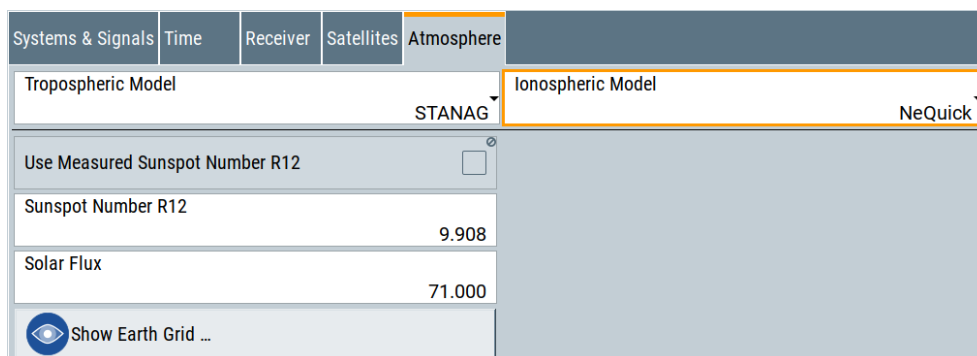 Systems & Signals Time Receiver Satellites Atmosphere
Tropospheric Model Ionospheric Model
STANAG NeQuick
Use Measured Sunspot Number R12
Sunspot Number R12
9.908
Solar Flux
71.000
Show Earth Grid ...